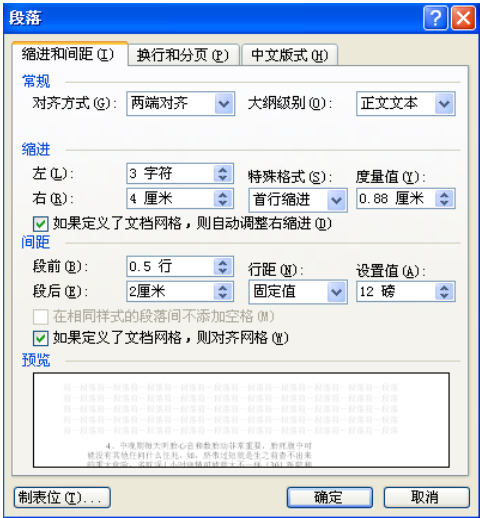 段落
缩进和间距(I) 换行和分页(P) 中文版式(H)
常规
对齐方式(G): 两端对齐 大纲级别(O): 正文文本
缩进
左(L): 3 字符 特殊格式(S): 度量值(Y):
右(R): 4 厘米 首行缩进 0.88 厘米
如果定义了文档网格,则自动调整右缩进(D)
间距
段前(B): 0.5 行 行距(N): 设置值(A):
段后(E): 2厘米 固定值 12 磅
在相同样式的段落间不添加空格(M)
如果定义了文档网格,则对齐网格(W)
预览
制表位(T)... 确定 取消